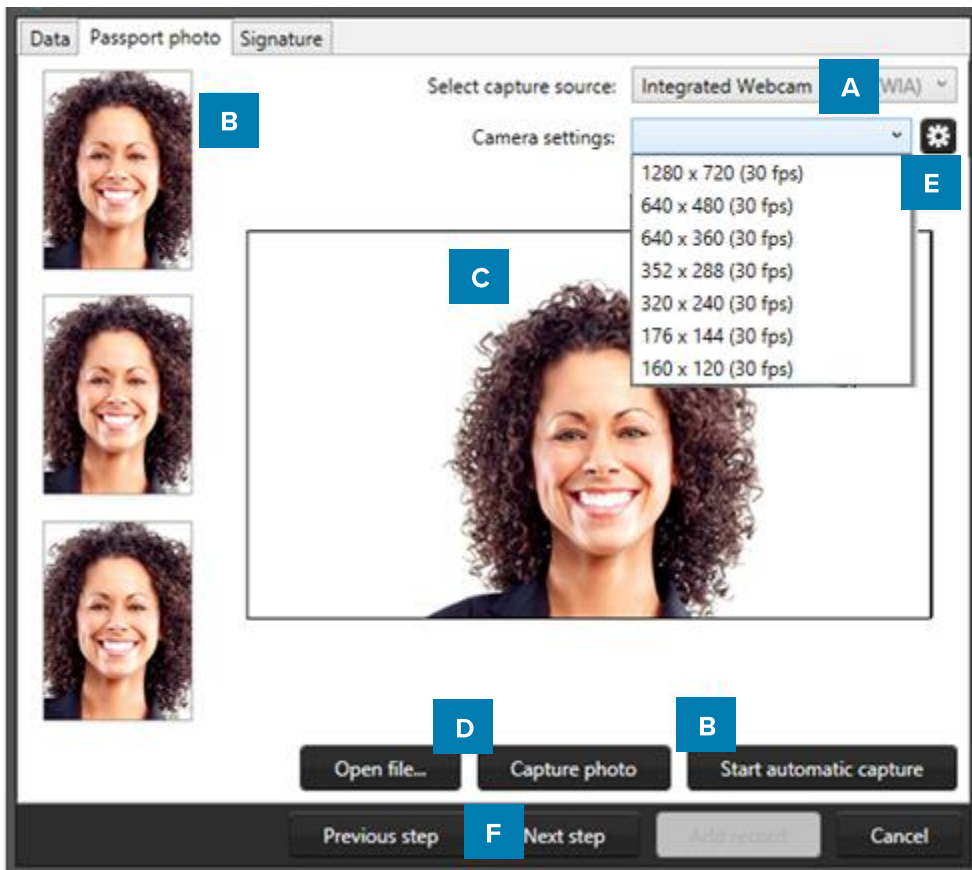 Data Passport photo Signature
Select capture source: Integrated Webcam A (WIA)
B
Camera settings:
E
1280 x 720 (30 fps)
640 x 480 (30 fps)
640 x 360 (30 fps)
352 x 288 (30 fps)
320 x 240 (30 fps)
176 x 144 (30 fps)
160 x 120 (30 fps)
C
D B
Open file... Capture photo Start automatic capture
Previous step F Next step Add record Cancel